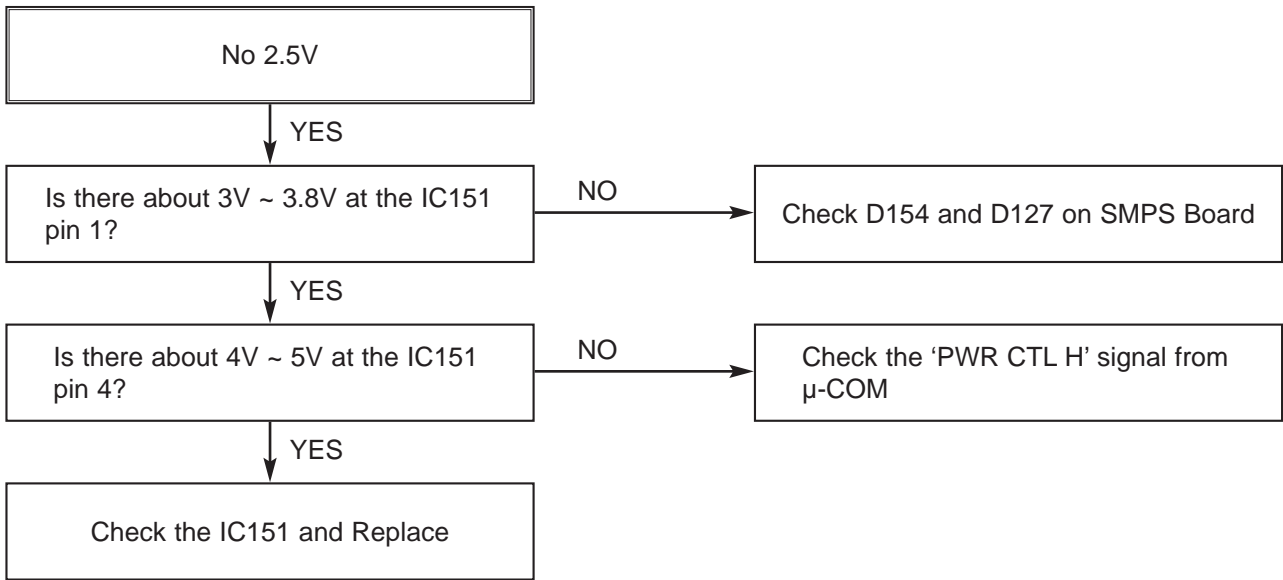 No 2.5V
YES
Is there about 3V ~ 3.8V at the IC151
pin 1?
NO
Check D154 and D127 on SMPS Board
YES
Is there about 4V ~ 5V at the IC151
pin 4?
NO
Check the ‘PWR CTL H’ signal from
µ-COM
YES
Check the IC151 and Replace